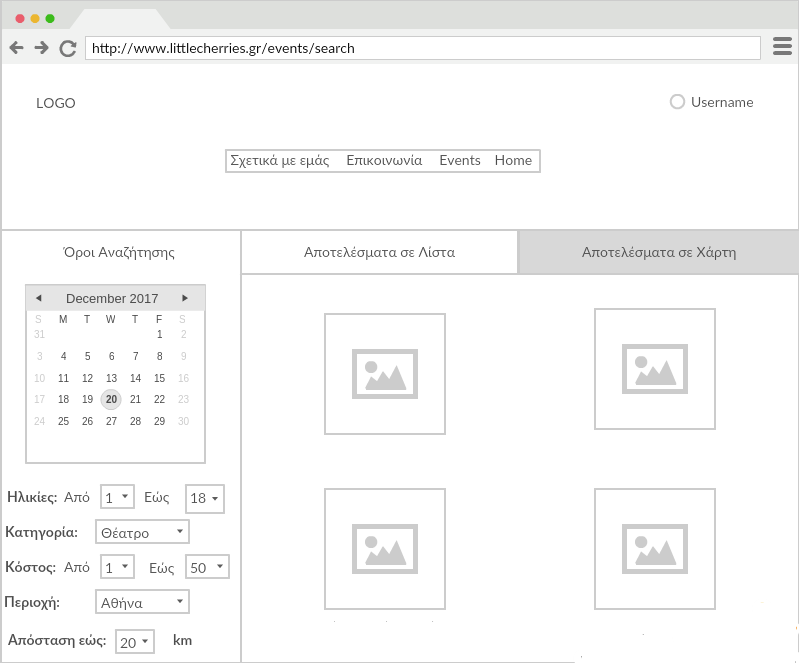 http://www.littlecherries.gr/events/search
LOGO
Username
Σχετικά με εμάς Επικοινωνία Events Home
Όροι Αναζήτησης
Αποτελέσματα σε Λίστα
Αποτελέσματα σε Χάρτη
December 2017
S M T W T F S
31 1 2
3 4 5 6 7 8 9
10 11 12 13 14 15 16
17 18 19 20 21 22 23
24 25 26 27 28 29 30
Ηλικίες: Από 1 Εώς 18
Κατηγορία: Θέατρο
Κόστος: Από 1 Εώς 50
Περιοχή: Αθήνα
Απόσταση εώς: 20 km